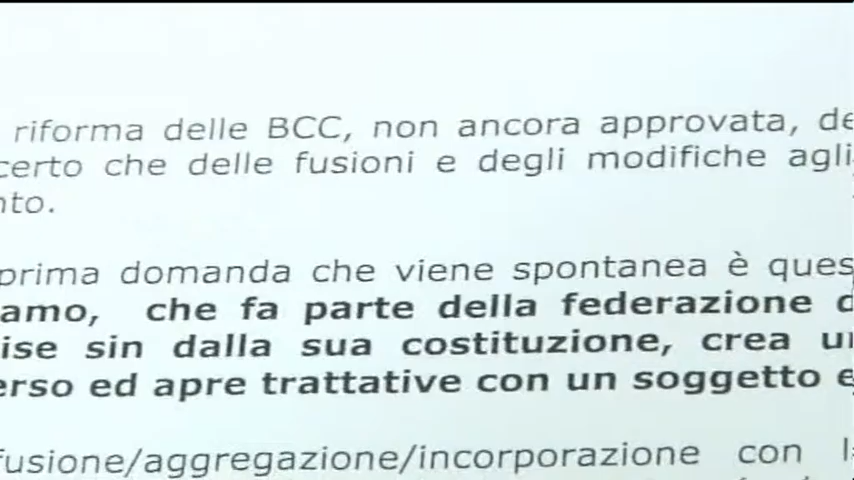 riforma delle BCC, non ancora approvata, de
certo che delle fusioni e degli modifiche agli
nto.
prima domanda che viene spontanea è ques
amo, che fa parte della federazione d
ise sin dalla sua costituzione, crea un
erso ed apre trattative con un soggetto e
fusione/aggregazione/incorporazione con l